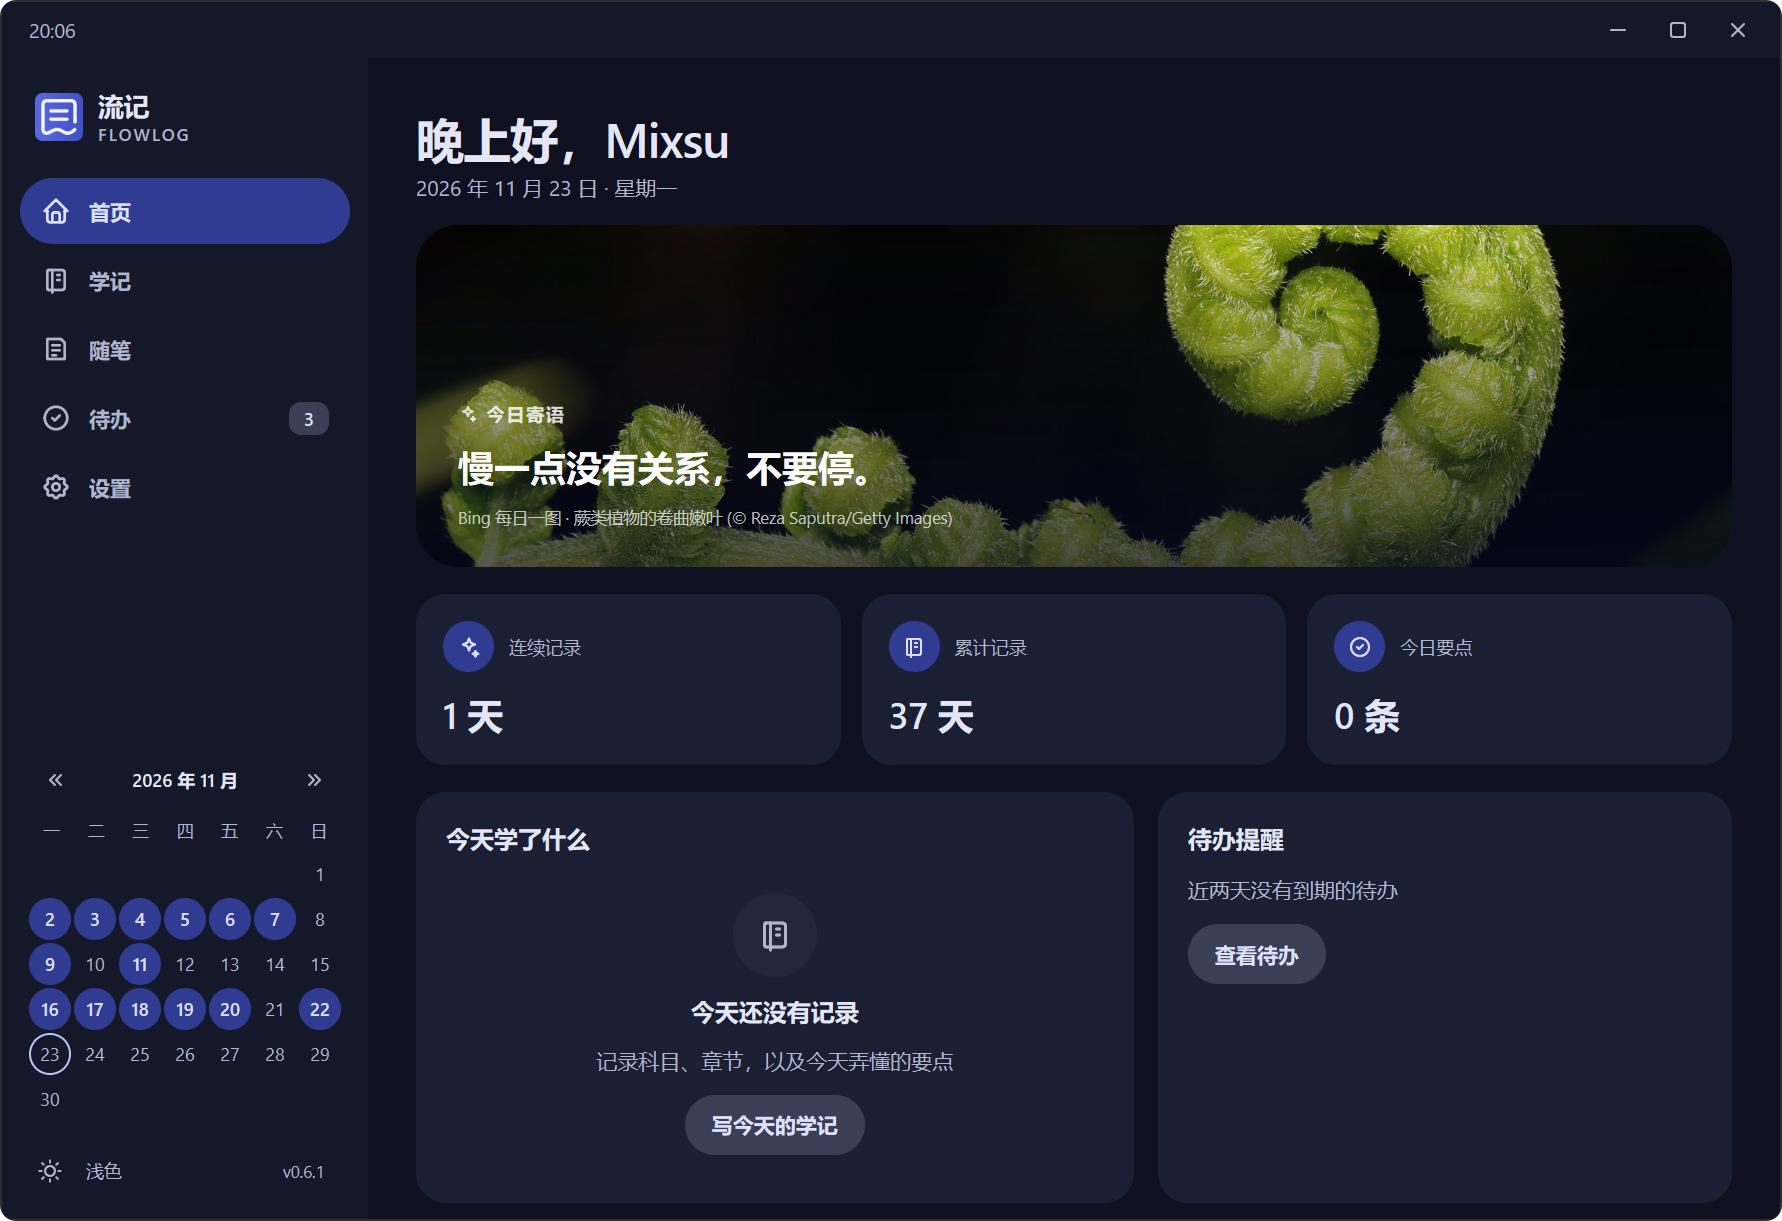 20:06
流记
FLOWLOG
首页
学记
随笔
待办 3
设置
« 2026 年 11 月 »
一 二 三 四 五 六 日
1
2 3 4 5 6 7 8
9 10 11 12 13 14 15
16 17 18 19 20 21 22
23 24 25 26 27 28 29
30
浅色 v0.6.1
晚上好，Mixsu
2026 年 11 月 23 日 · 星期一
今日寄语
慢一点没有关系，不要停。
Bing 每日一图 · 蕨类植物的卷曲嫩叶 (© Reza Saputra/Getty Images)
连续记录
1 天
累计记录
37 天
今日要点
0 条
今天学了什么
今天还没有记录
记录科目、章节，以及今天弄懂的要点
写今天的学记
待办提醒
近两天没有到期的待办
查看待办